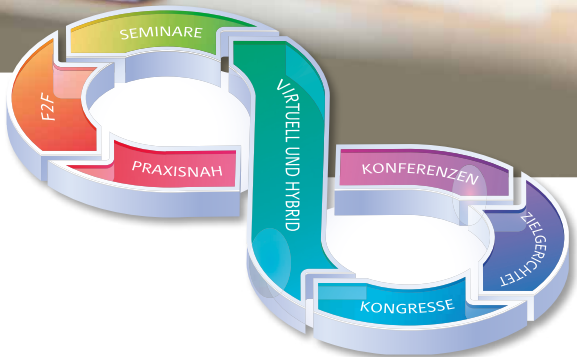 SEMINARE
F2F
PRAXISNAH
VIRTUELL UND HYBRID
KONFERENZEN
ZIELGERICHTET
KONGRESSE